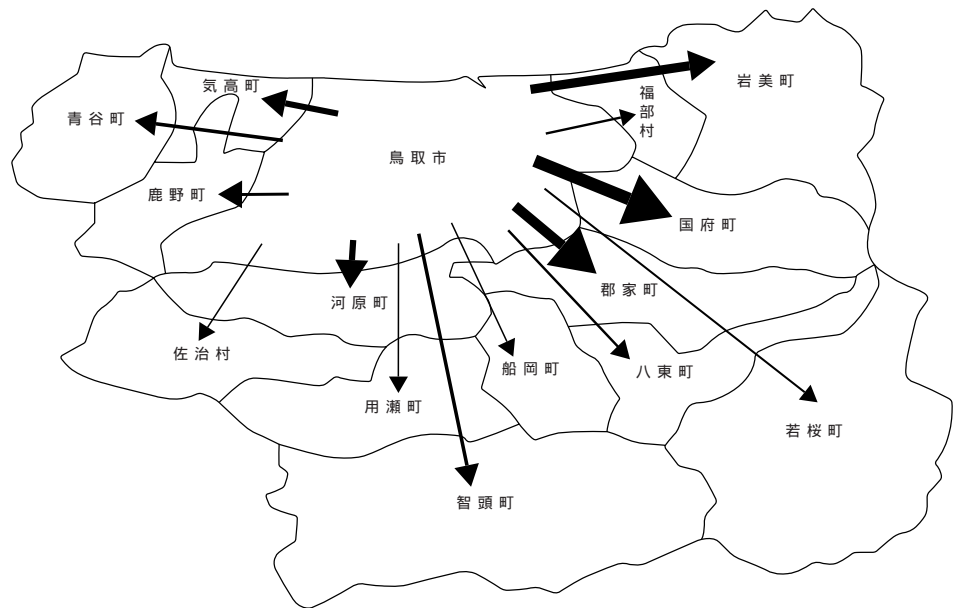 岩美町
気高町
福部村
青谷町
鳥取市
鹿野町
国府町
郡家町
河原町
佐治村
船岡町
八東町
用瀬町
若桜町
智頭町